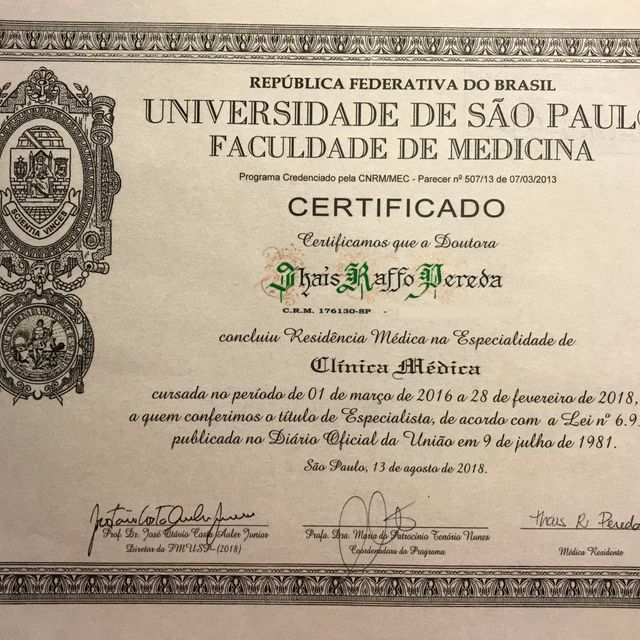 REPÚBLICA FEDERATIVA DO BRASIL
UNIVERSIDADE DE SÃO PAULO
FACULDADE DE MEDICINA
Programa Credenciado pela CNRM/MEC - Parecer nº 507/13 de 07/03/2013
CERTIFICADO
Certificamos que a Doutora
Thais Raffo Pereda
C.R.M. 176130-SP -
concluiu Residência Médica na Especialidade de
Clínica Médica
cursada no período de 01 de março de 2016 a 28 de fevereiro de 2018,
a quem conferimos o título de Especialista, de acordo com a Lei nº 6.9
publicada no Diário Oficial da União em 9 de julho de 1981.
São Paulo, 13 de agosto de 2018.
SCIENTIA VINCES
Thais R. Pereda
Prof. Dr. José Otávio Costa Auler Junior
Diretor da FMUSP (2018)
Profa. Dra. Maria do Patrocínio Tenório Nunes
Coordenadora do Programa
Médica Residente